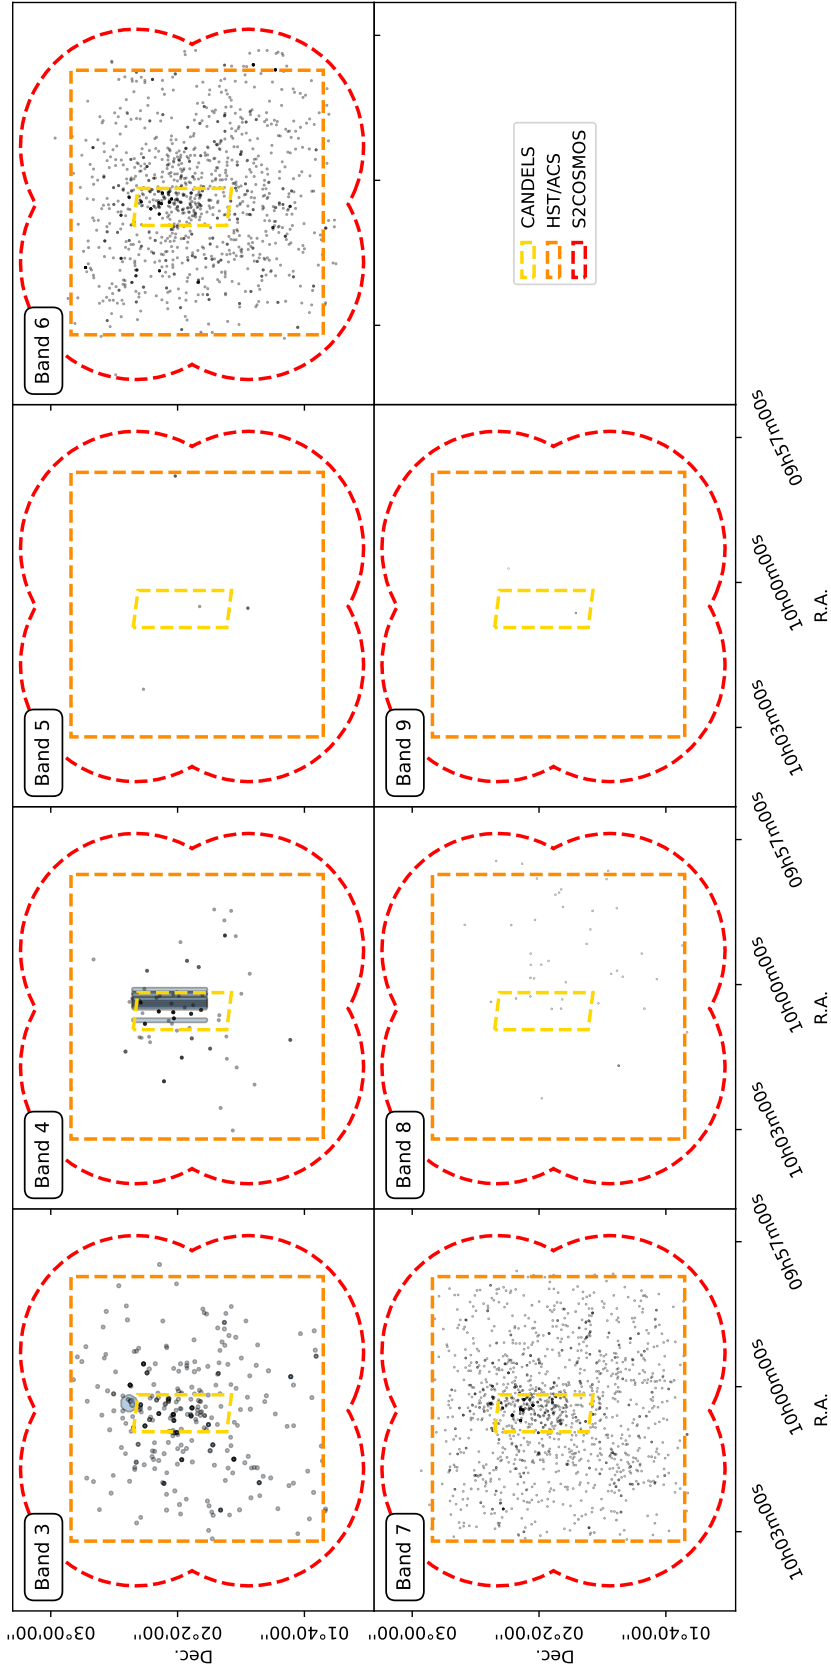 Band 3
Band 4
Band 5
Band 6
03°00'00"
02°20'00"
01°40'00"
Dec.
Band 7
Band 8
Band 9
CANDELS
HST/ACS
S2COSMOS
03°00'00"
02°20'00"
01°40'00"
Dec.
10h03m00s
10h00m00s
09h57m00s
R.A.
10h03m00s
10h00m00s
09h57m00s
R.A.
10h03m00s
10h00m00s
09h57m00s
R.A.